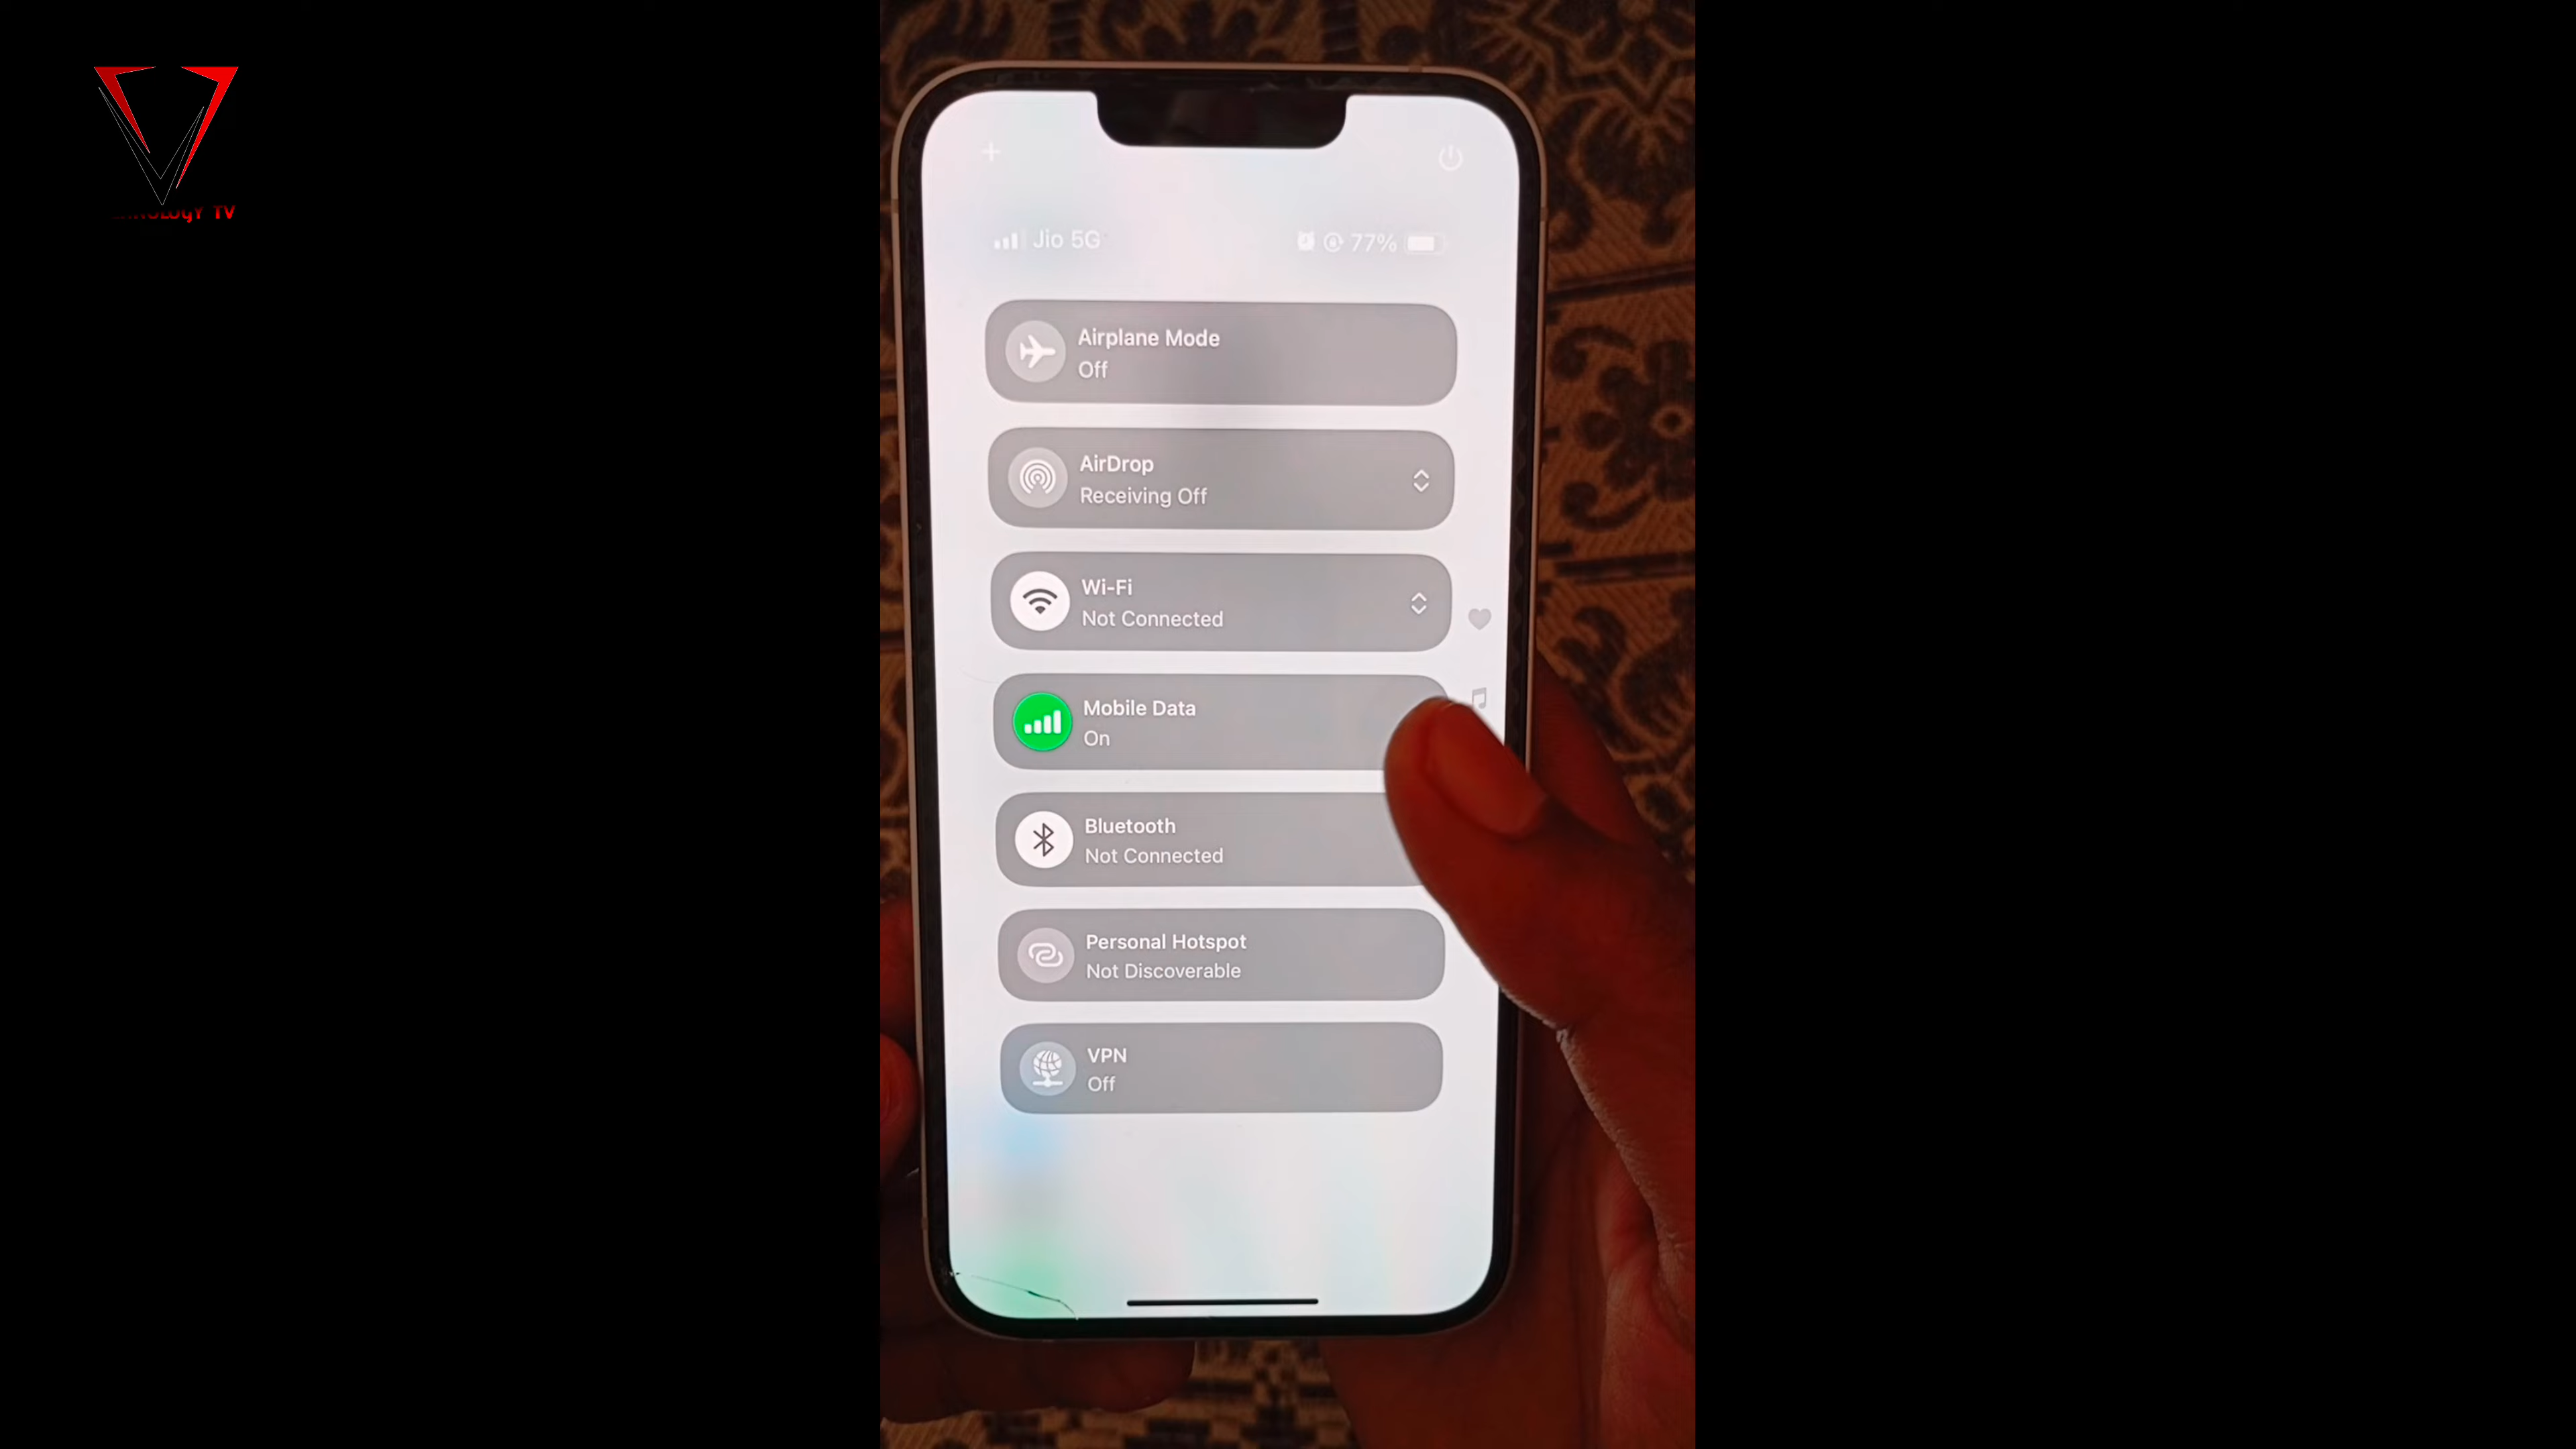 TV
Jio 5G
77%
Airplane Mode
Off
AirDrop
Receiving Off
Wi-Fi
Not Connected
Mobile Data
On
Bluetooth
Not Connected
Personal Hotspot
Not Discoverable
VPN
Off